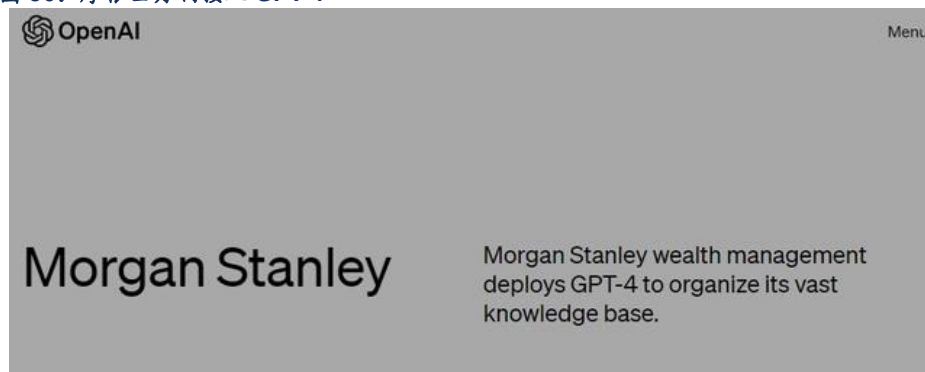 OpenAI
Menu
Morgan Stanley
Morgan Stanley wealth management
deploys GPT-4 to organize its vast
knowledge base.